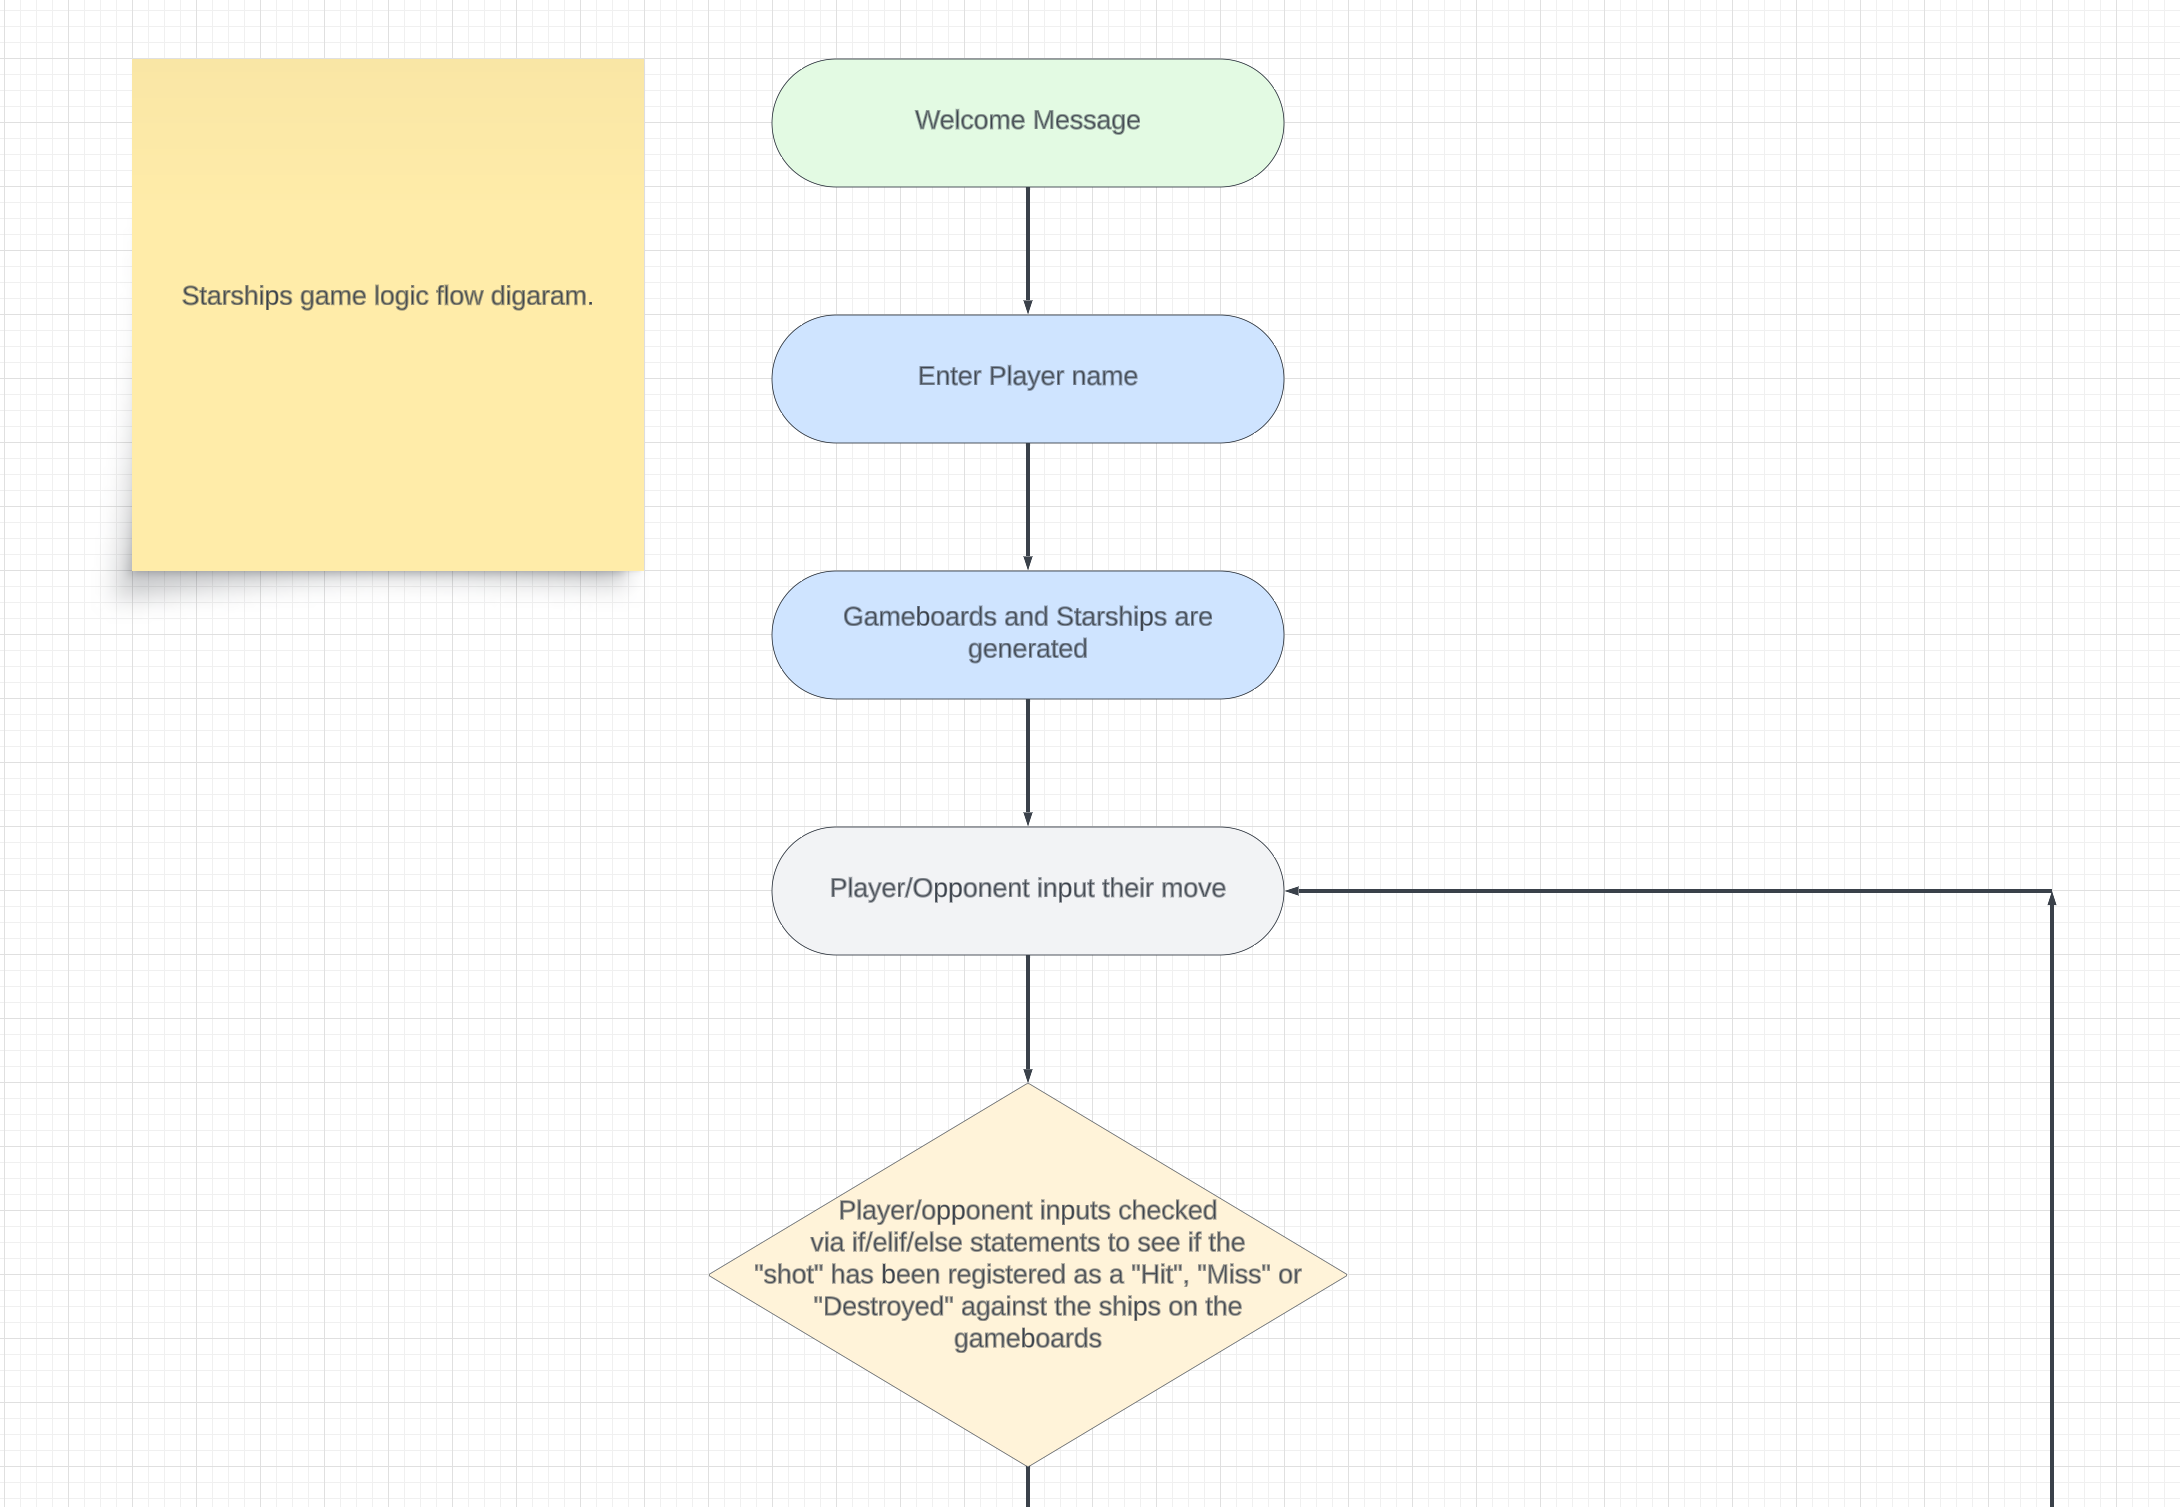 Starships game logic flow digaram.
Welcome Message
Enter Player name
Gameboards and Starships are
generated
Player/Opponent input their move
Player/opponent inputs checked
via if/elif/else statements to see if the
"shot" has been registered as a "Hit", "Miss" or
"Destroyed" against the ships on the
gameboards